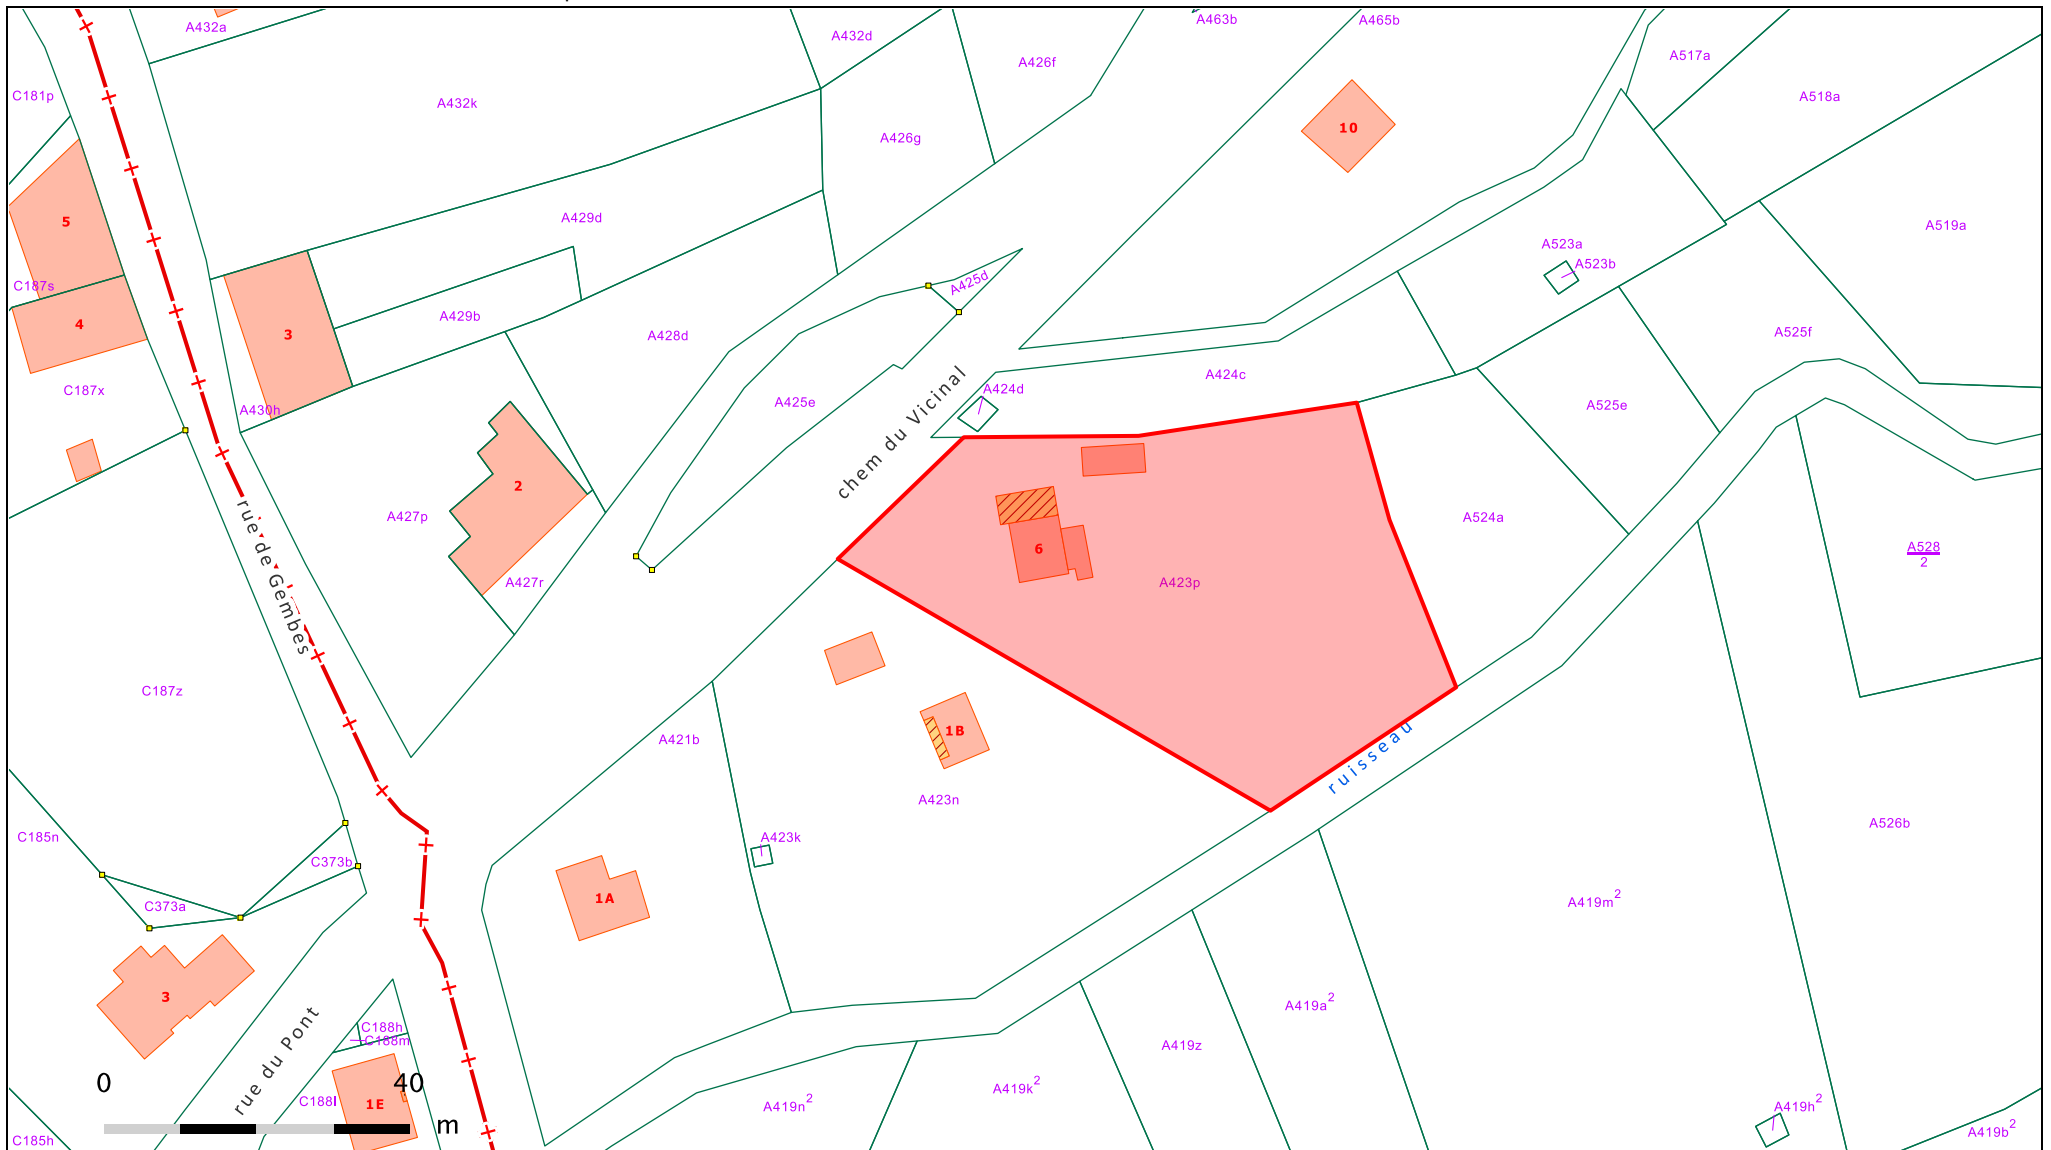 A432a
A432d
A463b
A465b
A426f
A517a
C181p
A432k
A518a
10
A426g
5
A429d
A519a
A523a
A523b
C187s
A425d
4
A429b
3
A428d
A525f
C187x
A424d
A424c
A430h
A425e
chem du Vicinal
A525e
2
A427p
A524a
6
A528
2
rue de Gembes
A427r
A423p
C187z
A421b
1B
ruisseau
A423n
C185n
A423k
A526b
C373b
C373a
1A
A419m2
3
A419a2
C188h
C188m
A419z
rue du Pont
0 40
m
C188l
1E
A419k2
A419n2
A419h2
C185h
A419b2